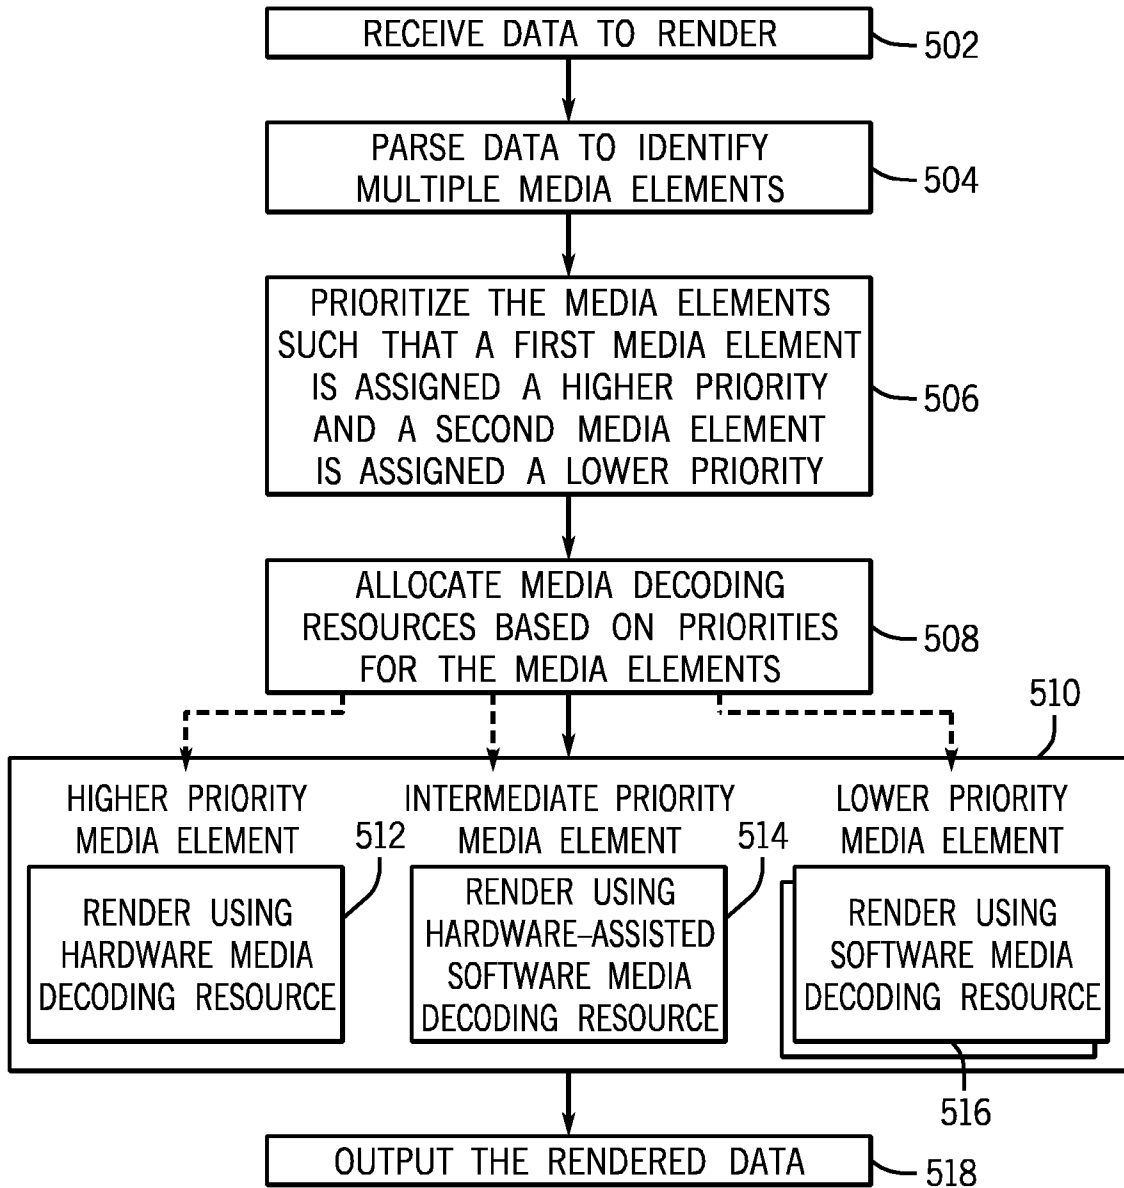 RECEIVE DATA TO RENDER
502
PARSE DATA TO IDENTIFY
MULTIPLE MEDIA ELEMENTS
504
PRIORITIZE THE MEDIA ELEMENTS
SUCH THAT A FIRST MEDIA ELEMENT
IS ASSIGNED A HIGHER PRIORITY
AND A SECOND MEDIA ELEMENT
IS ASSIGNED A LOWER PRIORITY
506
ALLOCATE MEDIA DECODING
RESOURCES BASED ON PRIORITIES
FOR THE MEDIA ELEMENTS
508
510
HIGHER PRIORITY
MEDIA ELEMENT
512
RENDER USING
HARDWARE MEDIA
DECODING RESOURCE
INTERMEDIATE PRIORITY
MEDIA ELEMENT
514
RENDER USING
HARDWARE–ASSISTED
SOFTWARE MEDIA
DECODING RESOURCE
LOWER PRIORITY
MEDIA ELEMENT
RENDER USING
SOFTWARE MEDIA
DECODING RESOURCE
516
OUTPUT THE RENDERED DATA
518